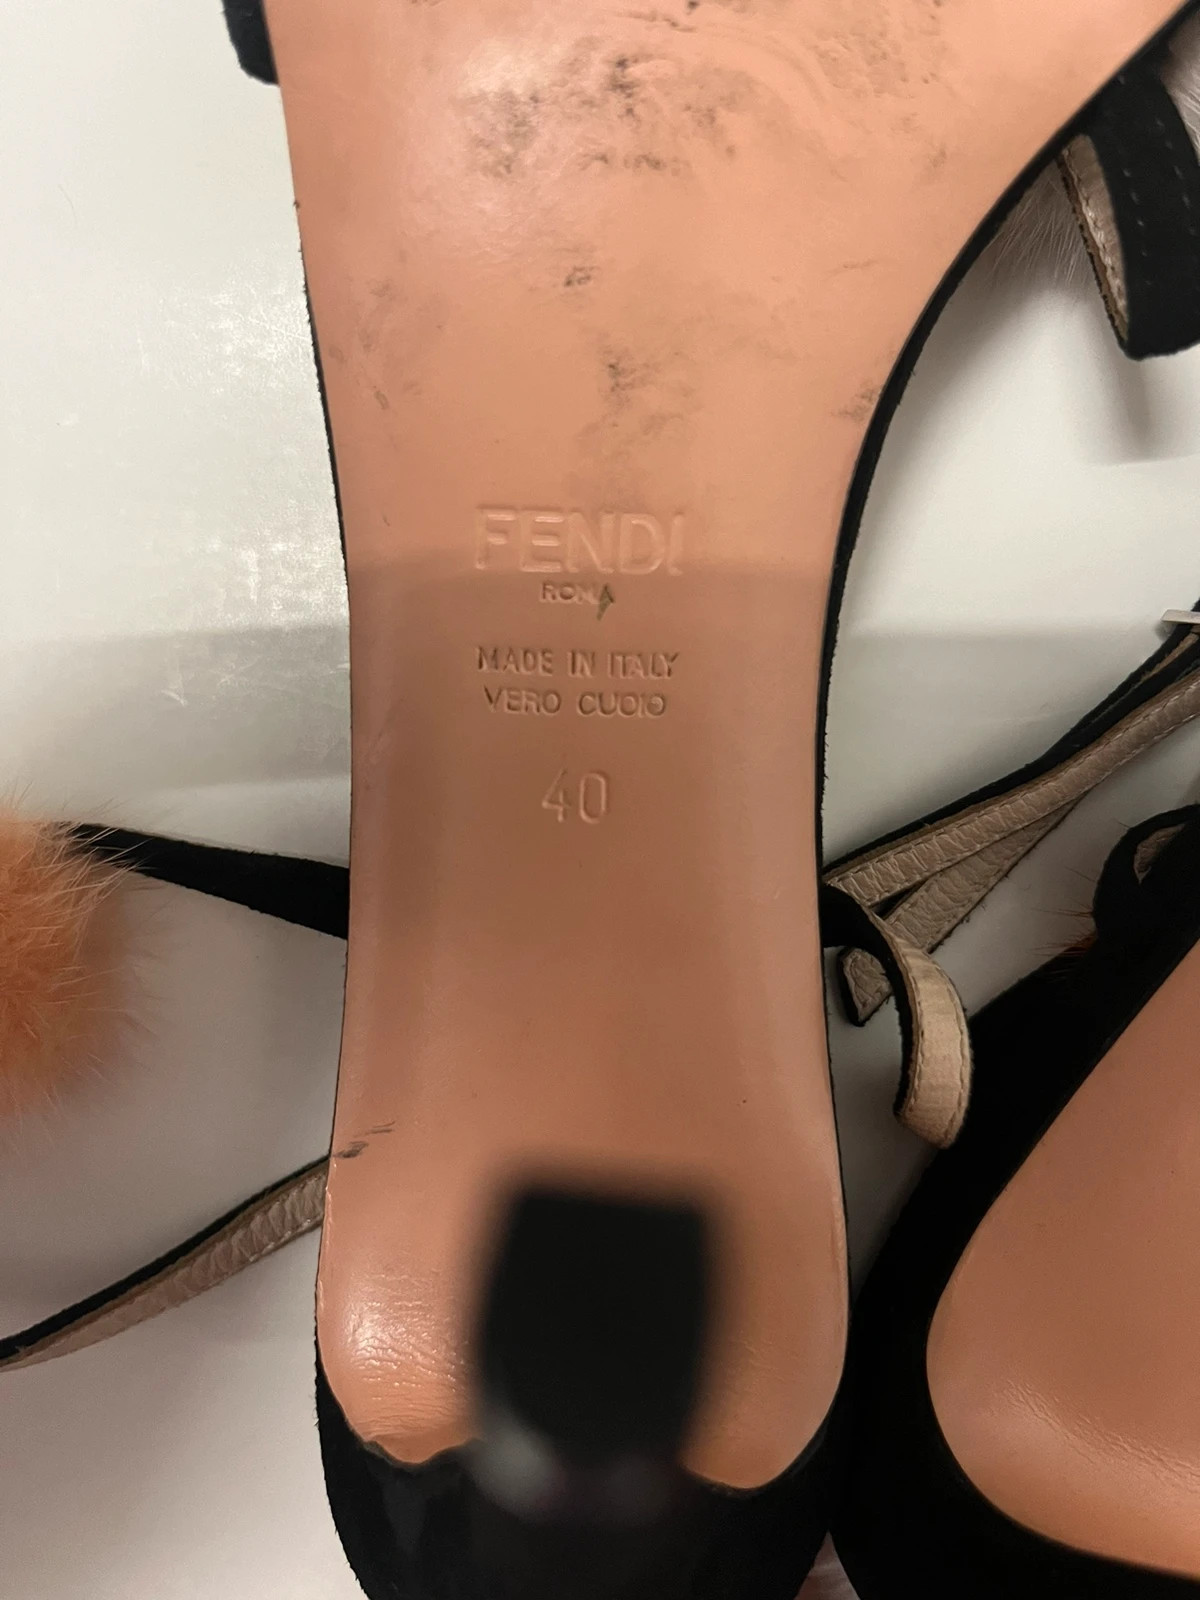 FENDI
ROMA
MADE IN ITALY
VERO CUOIO
40